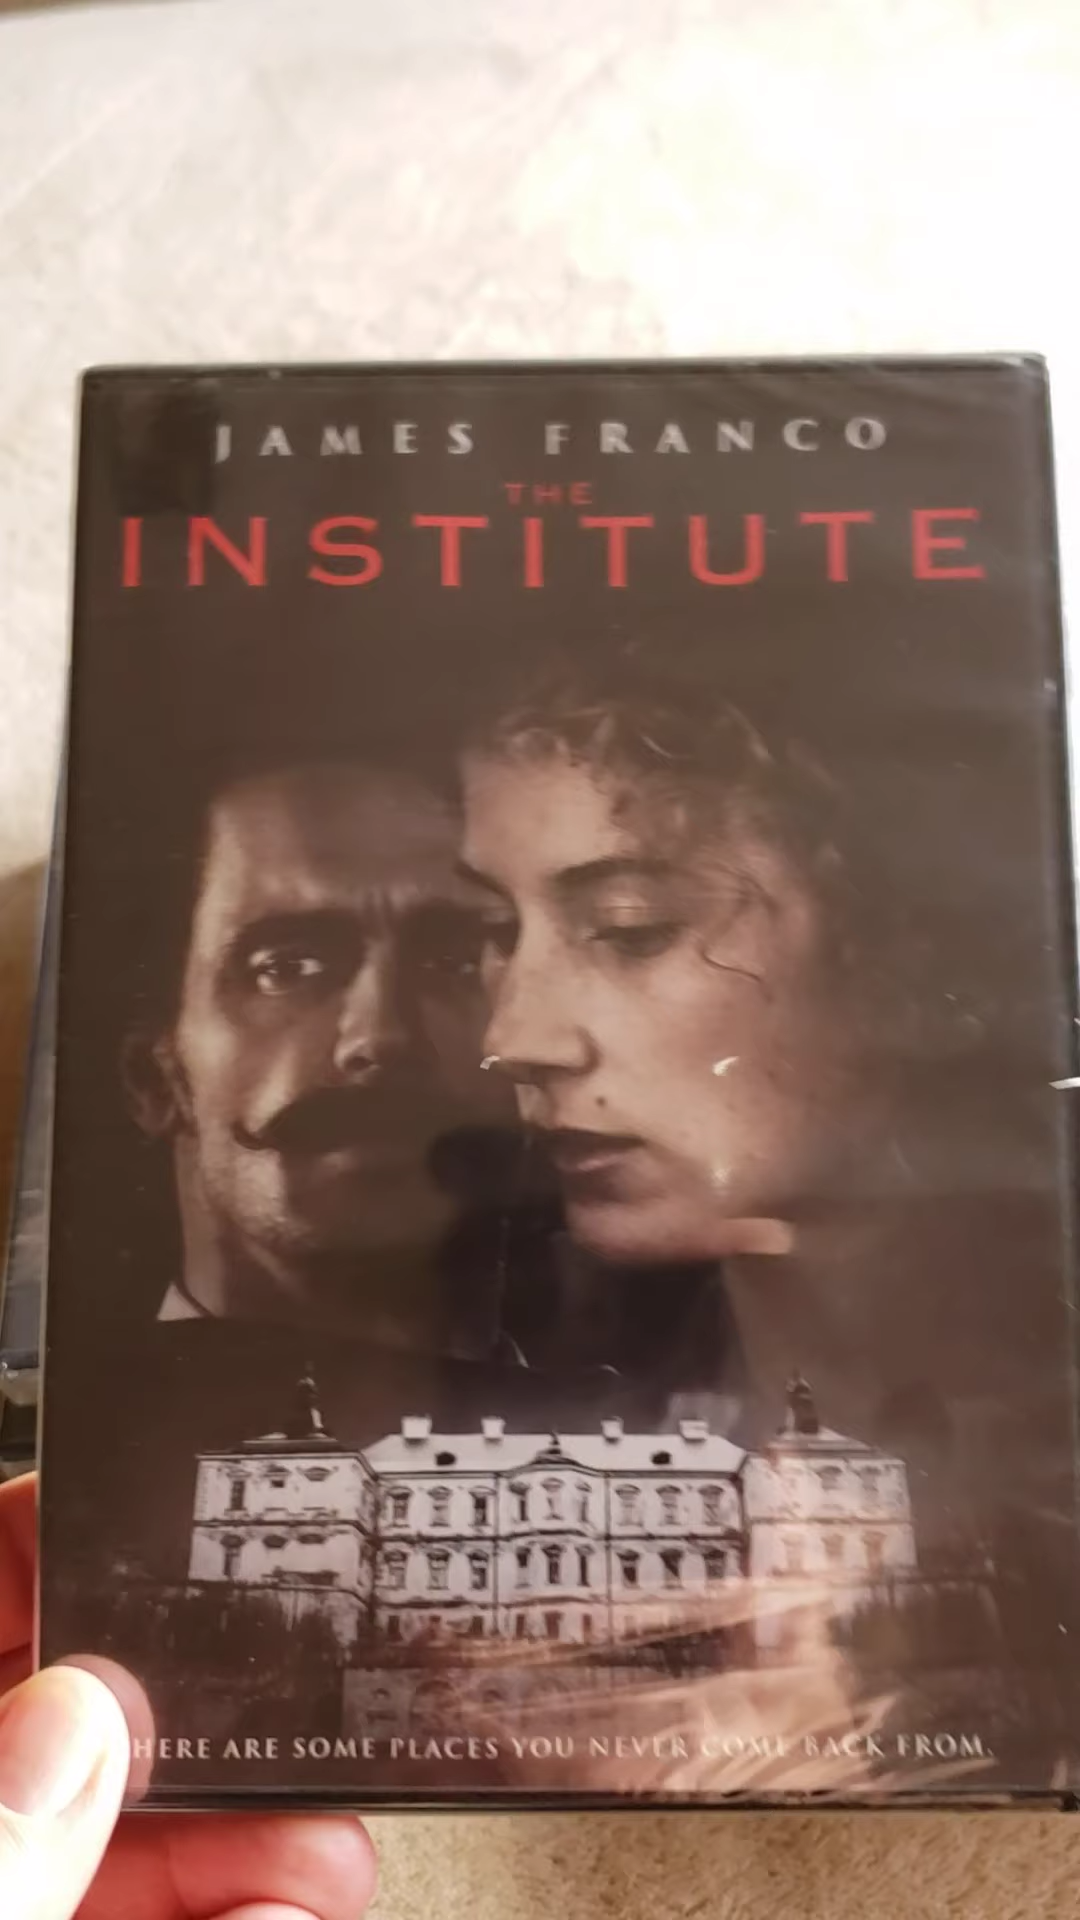 JAMES FRANCO
THE
INSTITUTE
HERE ARE SOME PLACES YOU NEVER COME BACK FROM.